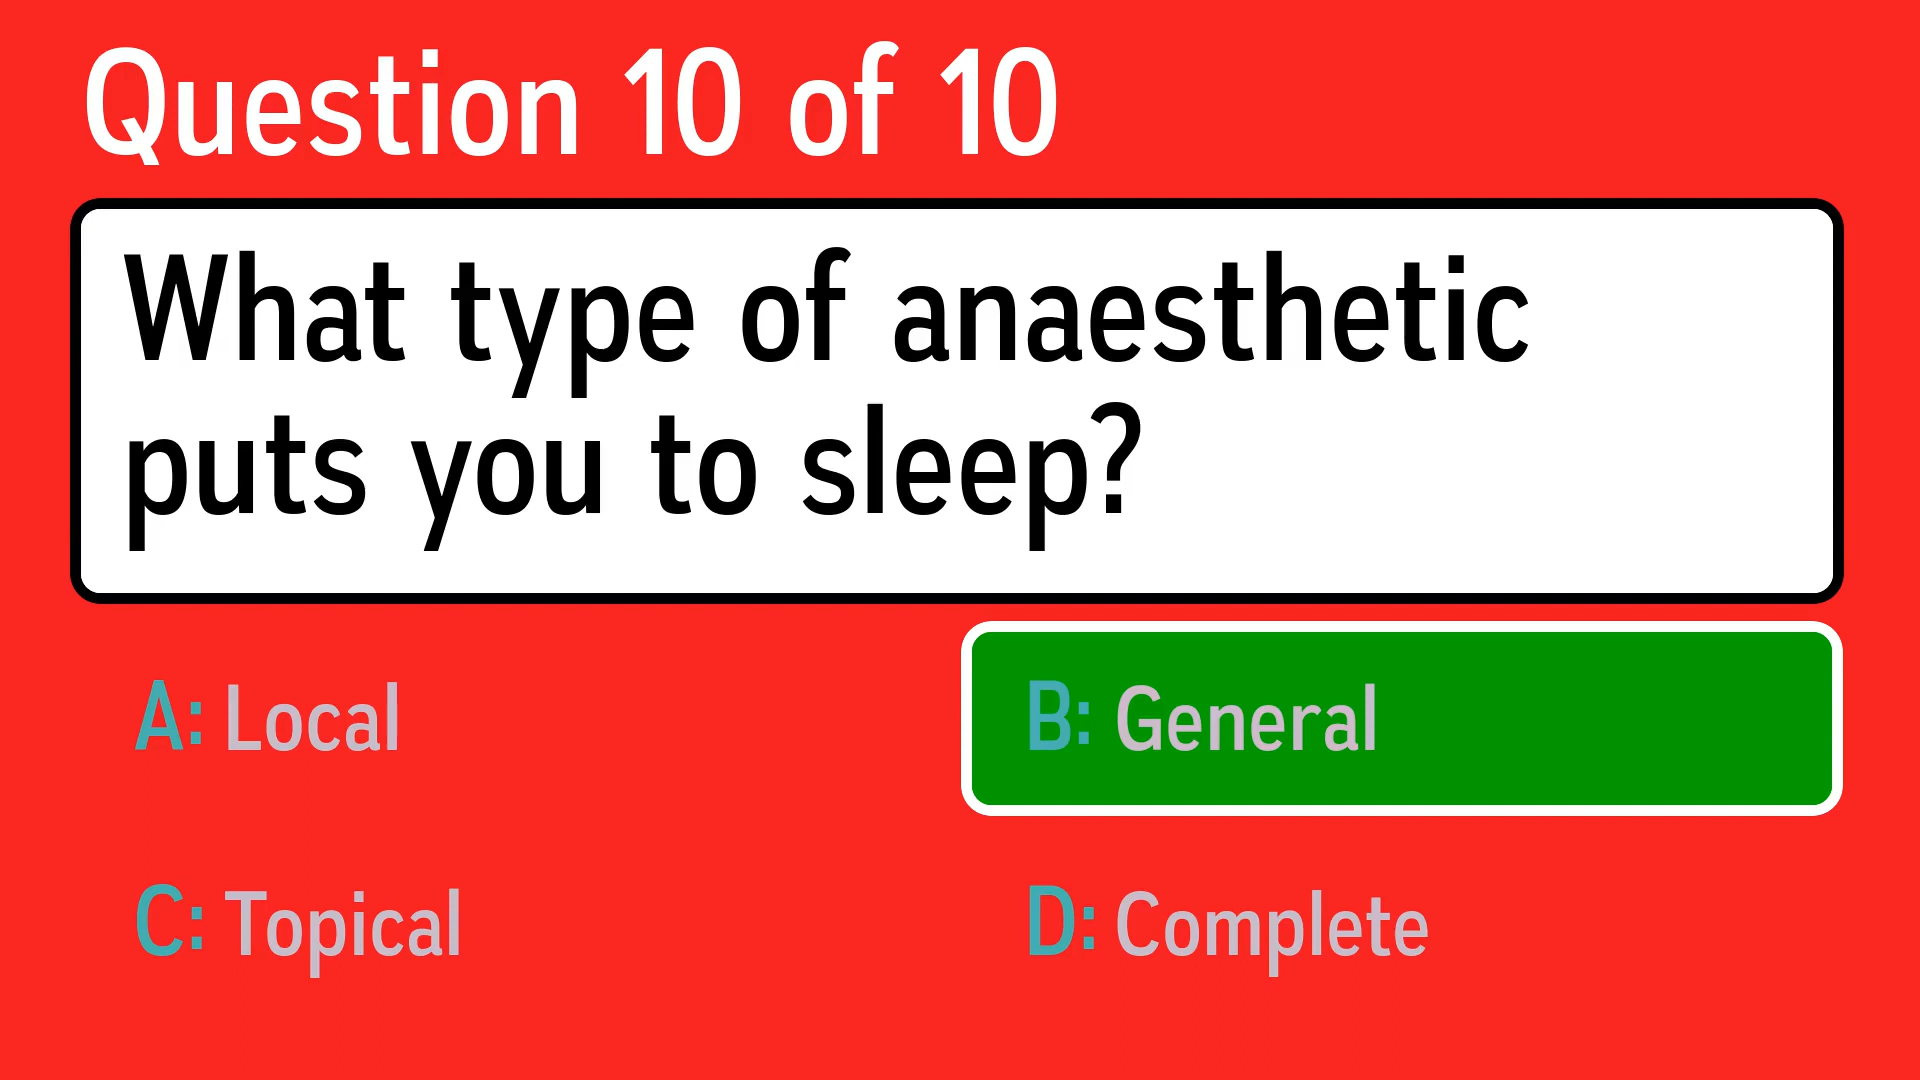 Question 10 of 10
What type of anaesthetic
puts you to sleep?
A: Local
B: General
C: Topical
D: Complete